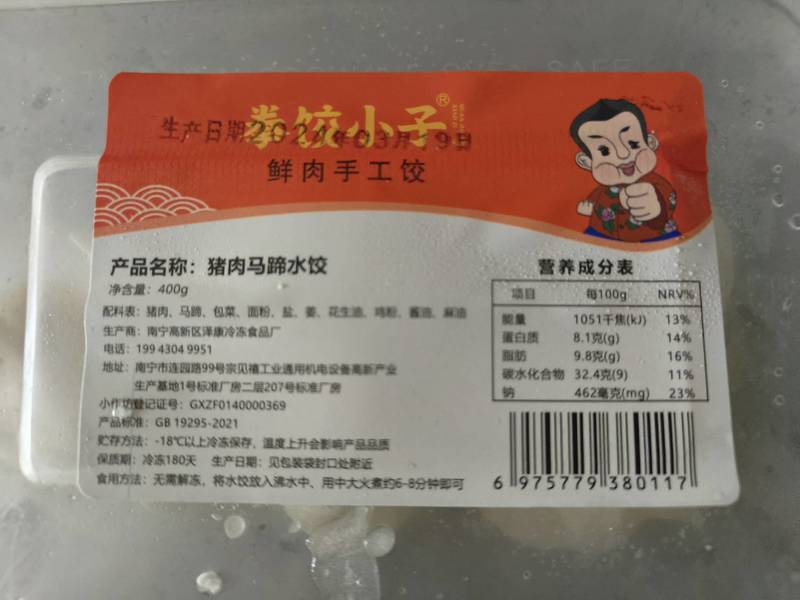 拳饺小子®
生产日期2024年03月19日
鲜肉手工饺
产品名称：猪肉马蹄水饺
净含量：400g
配料表：猪肉、马蹄、包菜、面粉、盐、姜、花生油、鸡粉、酱油、麻油
生产商：南宁高新区泽康冷冻食品厂
电话：199 4304 9951
地址：南宁市连园路99号宗见禧工业通用机电设备高新产业
生产基地1号标准厂房二层207号标准厂房
小作坊登记证号：GXZF0140000369
产品标准：GB 19295-2021
贮存方法：-18℃以上冷冻保存，温度上升会影响产品品质
保质期：冷冻180天 生产日期：见包装袋封口处附近
食用方法：无需解冻，将水饺放入沸水中、用中大火煮约6-8分钟即可
营养成分表
项目 每100g NRV%
能量 1051千焦(kJ) 13%
蛋白质 8.1克(g) 14%
脂肪 9.8克(g) 16%
碳水化合物 32.4克(9) 11%
钠 462毫克(mg) 23%
6 975779 380117